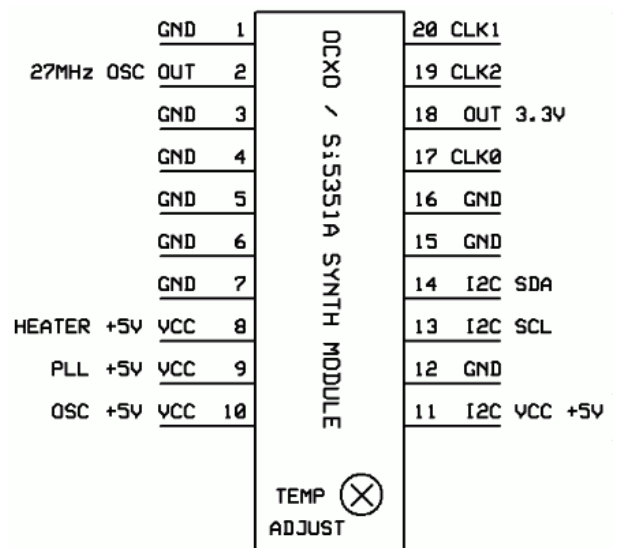 GND 1 20 CLK1
27MHz OSC OUT 2 19 CLK2
GND 3 18 OUT 3.3V
GND 4 17 CLK0
GND 5 16 GND
GND 6 15 GND
GND 7 14 I2C SDA
HEATER +5V VCC 8 13 I2C SCL
PLL +5V VCC 9 12 GND
OSC +5V VCC 10 11 I2C VCC +5V
OCXO / Si5351A SYNTH MODULE
TEMP
ADJUST